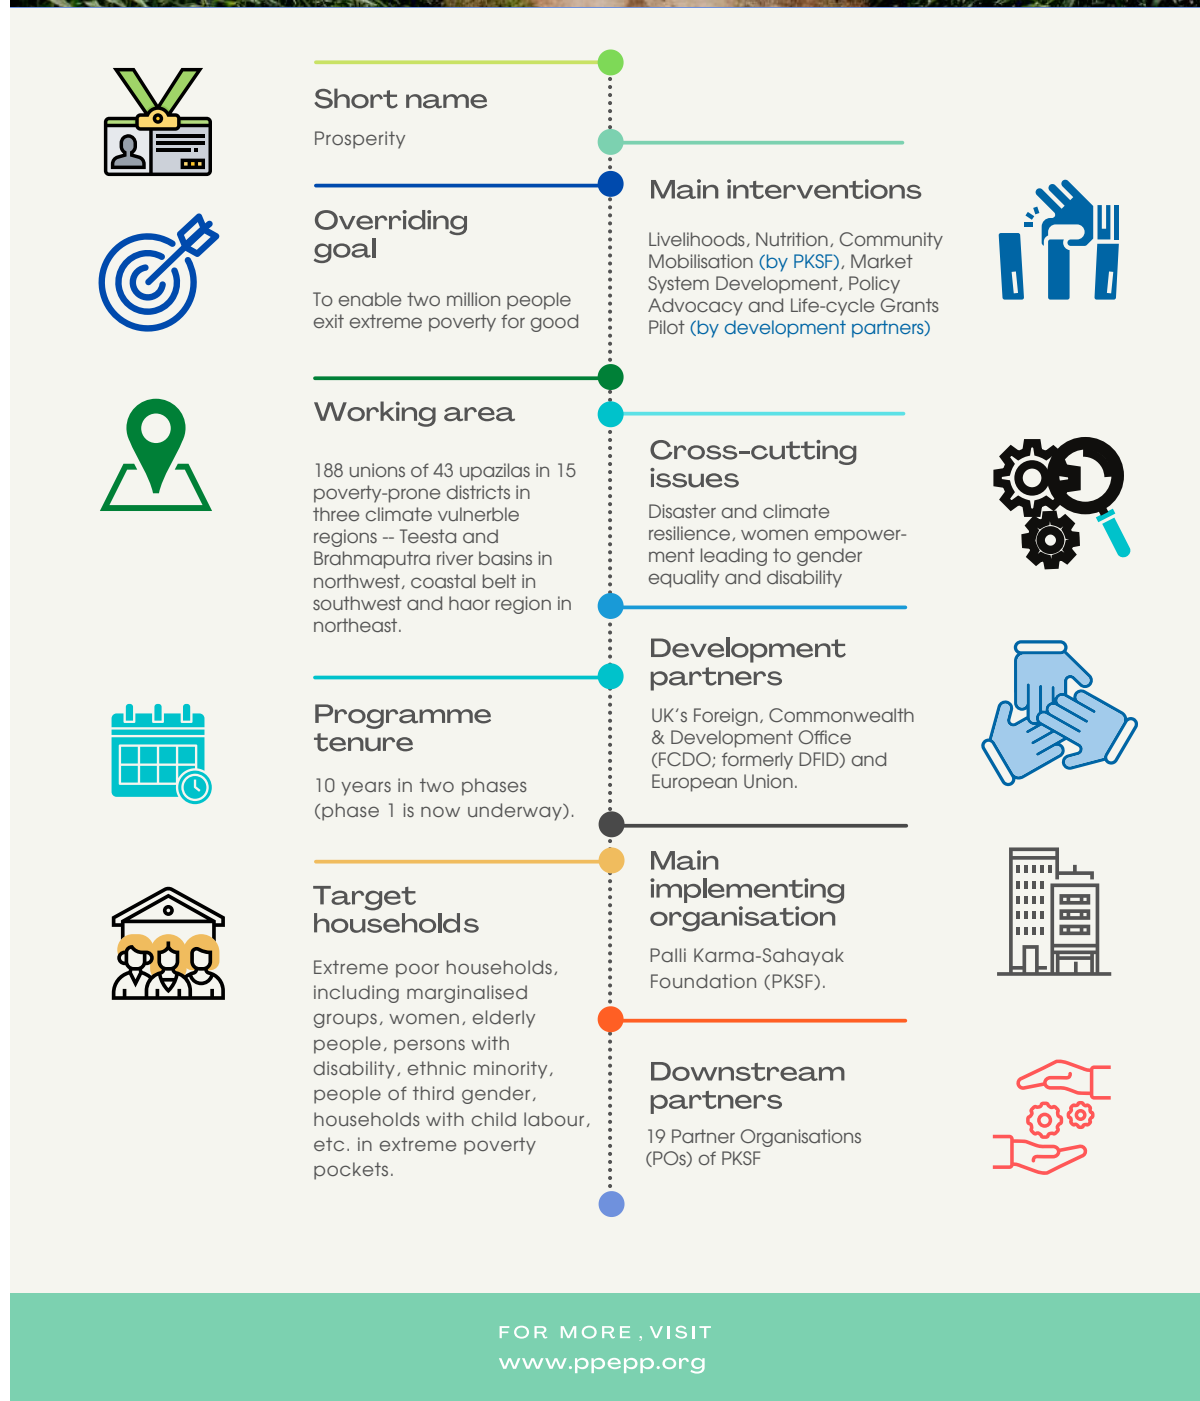 Short name
Prosperity
Overriding
goal
To enable two million people
exit extreme poverty for good
Working area
188 unions of 43 upazilas in 15
poverty-prone districts in
three climate vulnerble
regions -- Teesta and
Brahmaputra river basins in
northwest, coastal belt in
southwest and haor region in
northeast.
Programme
tenure
10 years in two phases
(phase 1 is now underway).
Target
households
Extreme poor households,
including marginalised
groups, women, elderly
people, persons with
disability, ethnic minority,
people of third gender,
households with child labour,
etc. in extreme poverty
pockets.
Main interventions
Livelihoods, Nutrition, Community
Mobilisation (by PKSF), Market
System Development, Policy
Advocacy and Life-cycle Grants
Pilot (by development partners)
Cross-cutting
issues
Disaster and climate
resilience, women empower-
ment leading to gender
equality and disability
Development
partners
UK's Foreign, Commonwealth
& Development Office
(FCDO; formerly DFID) and
European Union.
Main
implementing
organisation
Palli Karma-Sahayak
Foundation (PKSF).
Downstream
partners
19 Partner Organisations
(POs) of PKSF
FOR MORE, VISIT
www.ppepp.org